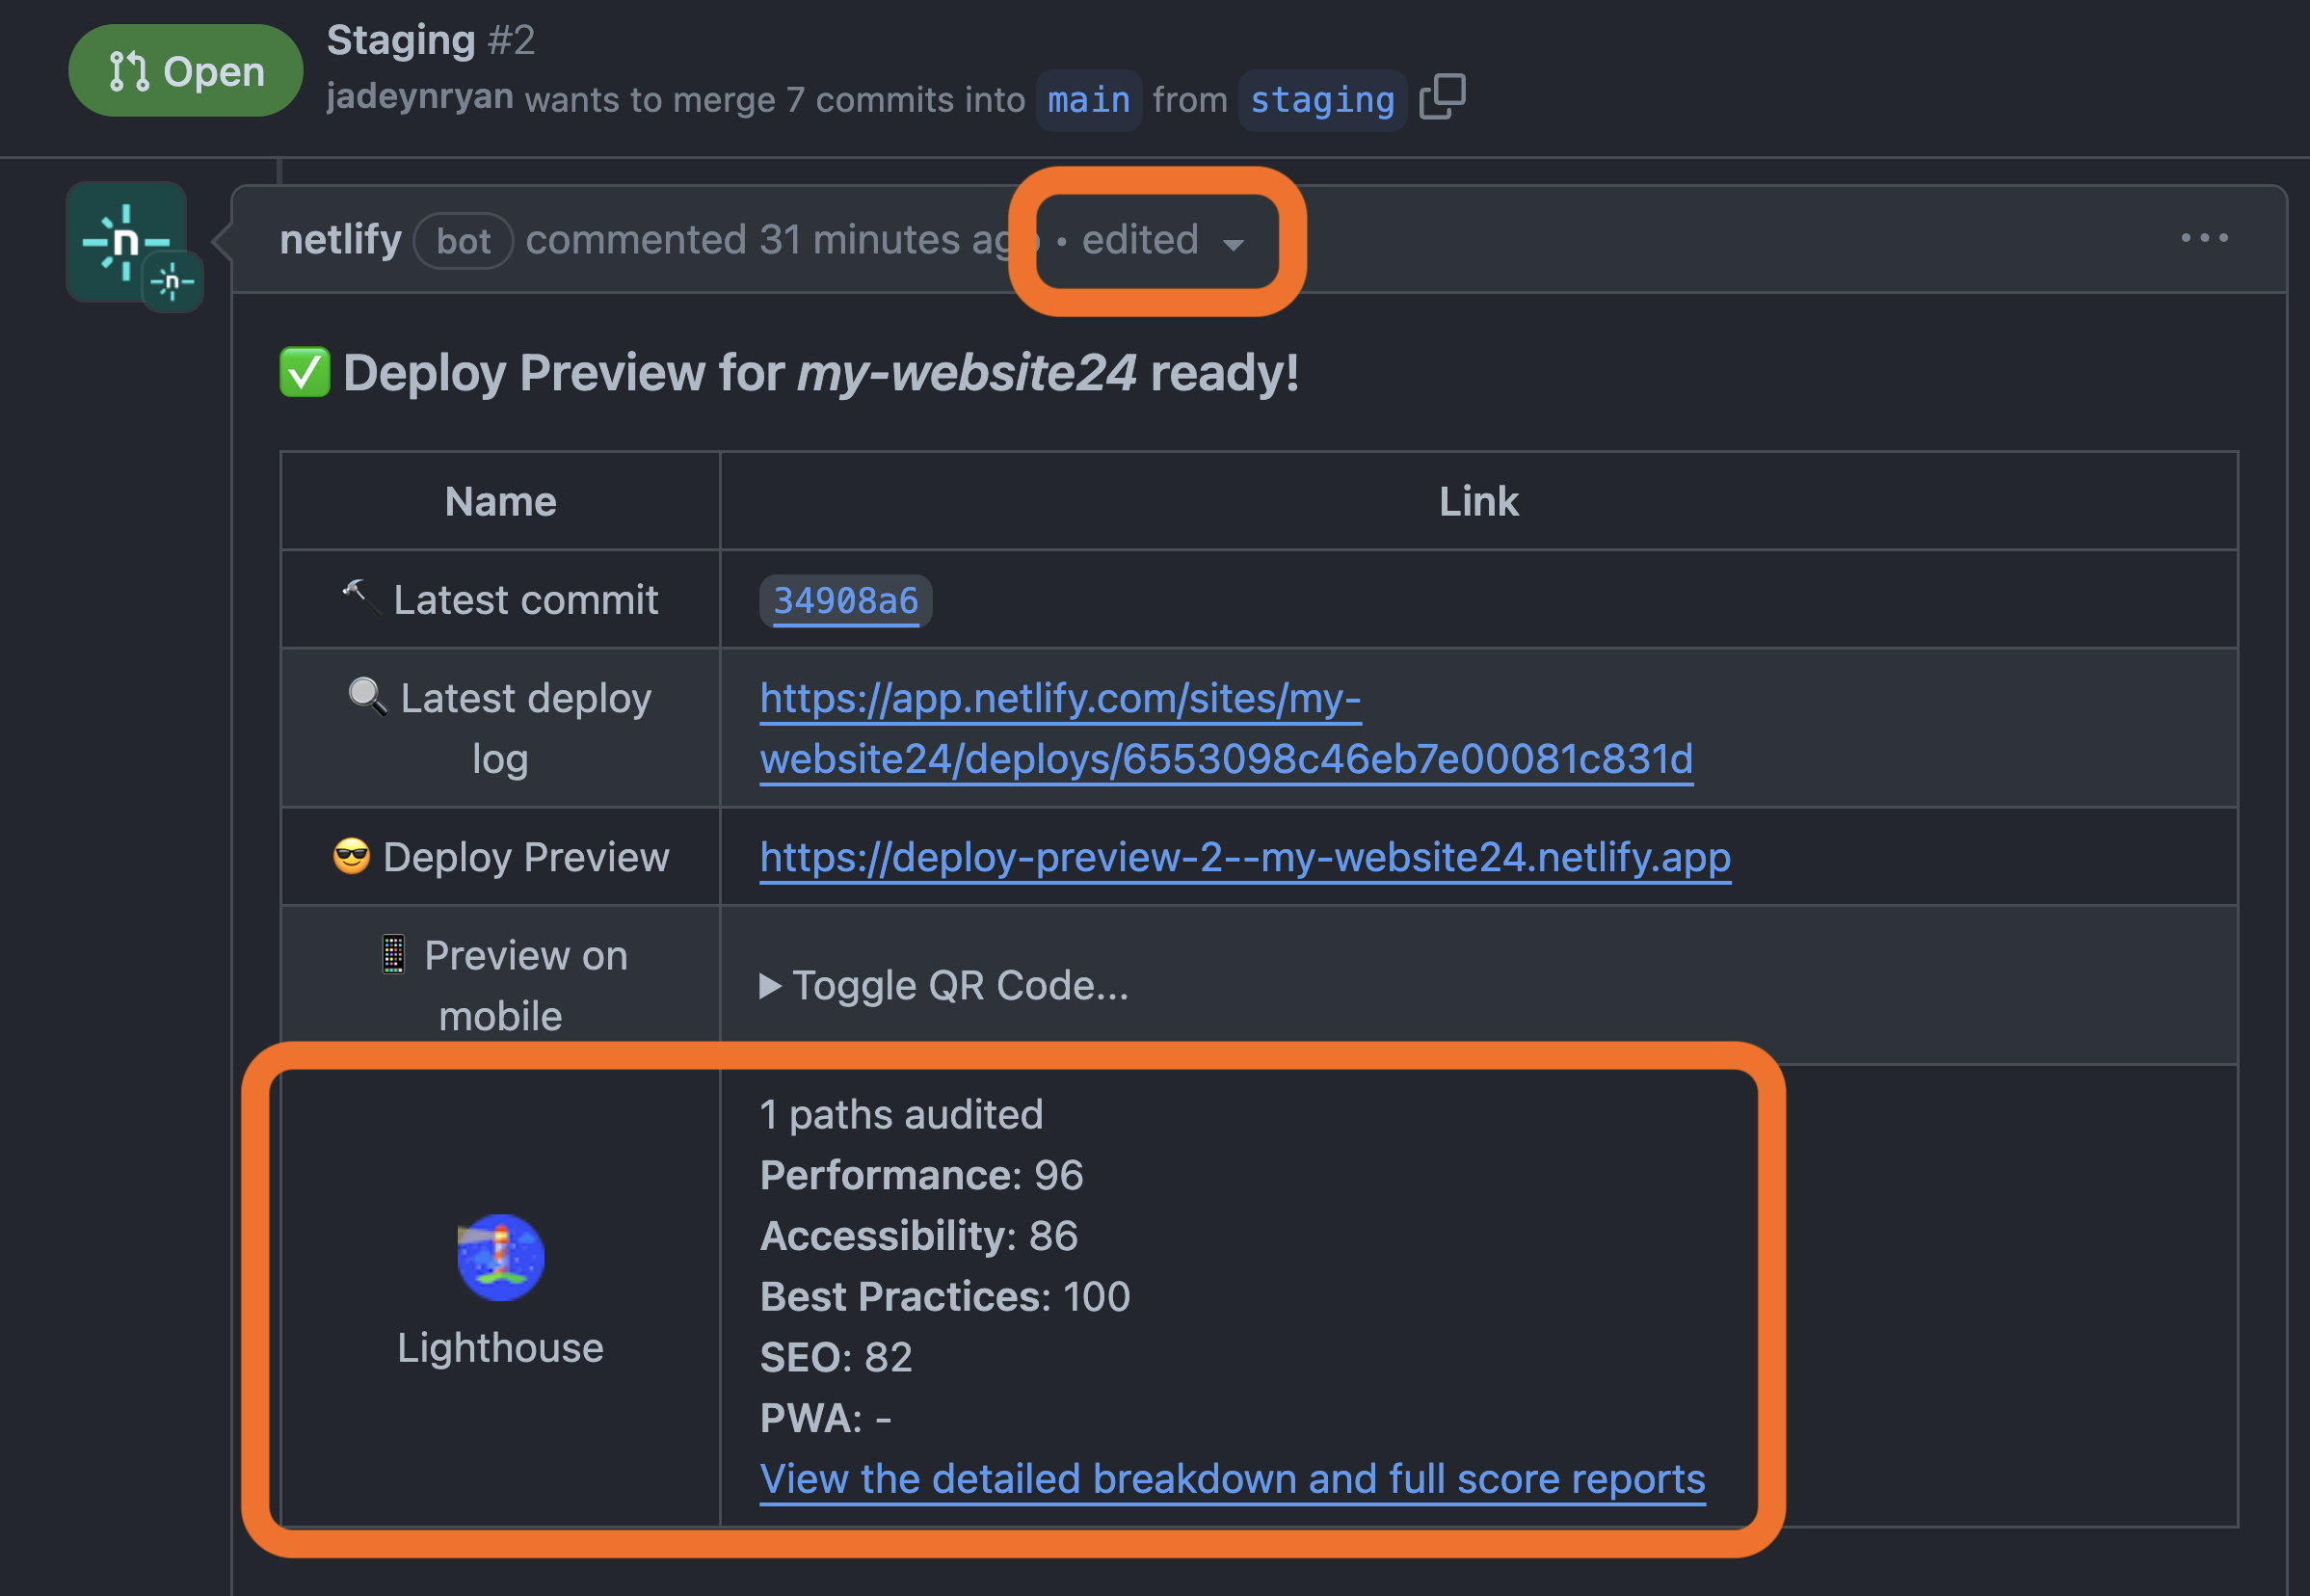 Open
Staging #2
jadeynryan wants to merge 7 commits into main from staging
netlify bot commented 31 minutes ago • edited
✅ Deploy Preview for my-website24 ready!
Name Link
🔨 Latest commit 34908a6
🔍 Latest deploy
log
https://app.netlify.com/sites/my-
website24/deploys/6553098c46eb7e00081c831d
😎 Deploy Preview https://deploy-preview-2--my-website24.netlify.app
📱 Preview on
mobile
Toggle QR Code...
Lighthouse
1 paths audited
Performance: 96
Accessibility: 86
Best Practices: 100
SEO: 82
PWA: -
View the detailed breakdown and full score reports